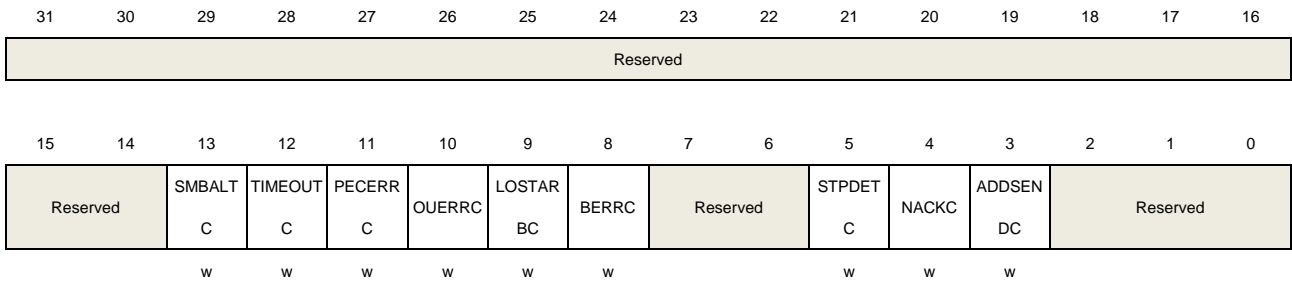 31 30 29 28 27 26 25 24 23 22 21 20 19 18 17 16
Reserved
15 14 13 12 11 10 9 8 7 6 5 4 3 2 1 0
SMBALT TIMEOUT PECERR LOSTAR STPDET ADDSEN
Reserved OUERRC BERRC Reserved NACKC Reserved
C C C BC C DC
w w w w w w w w w